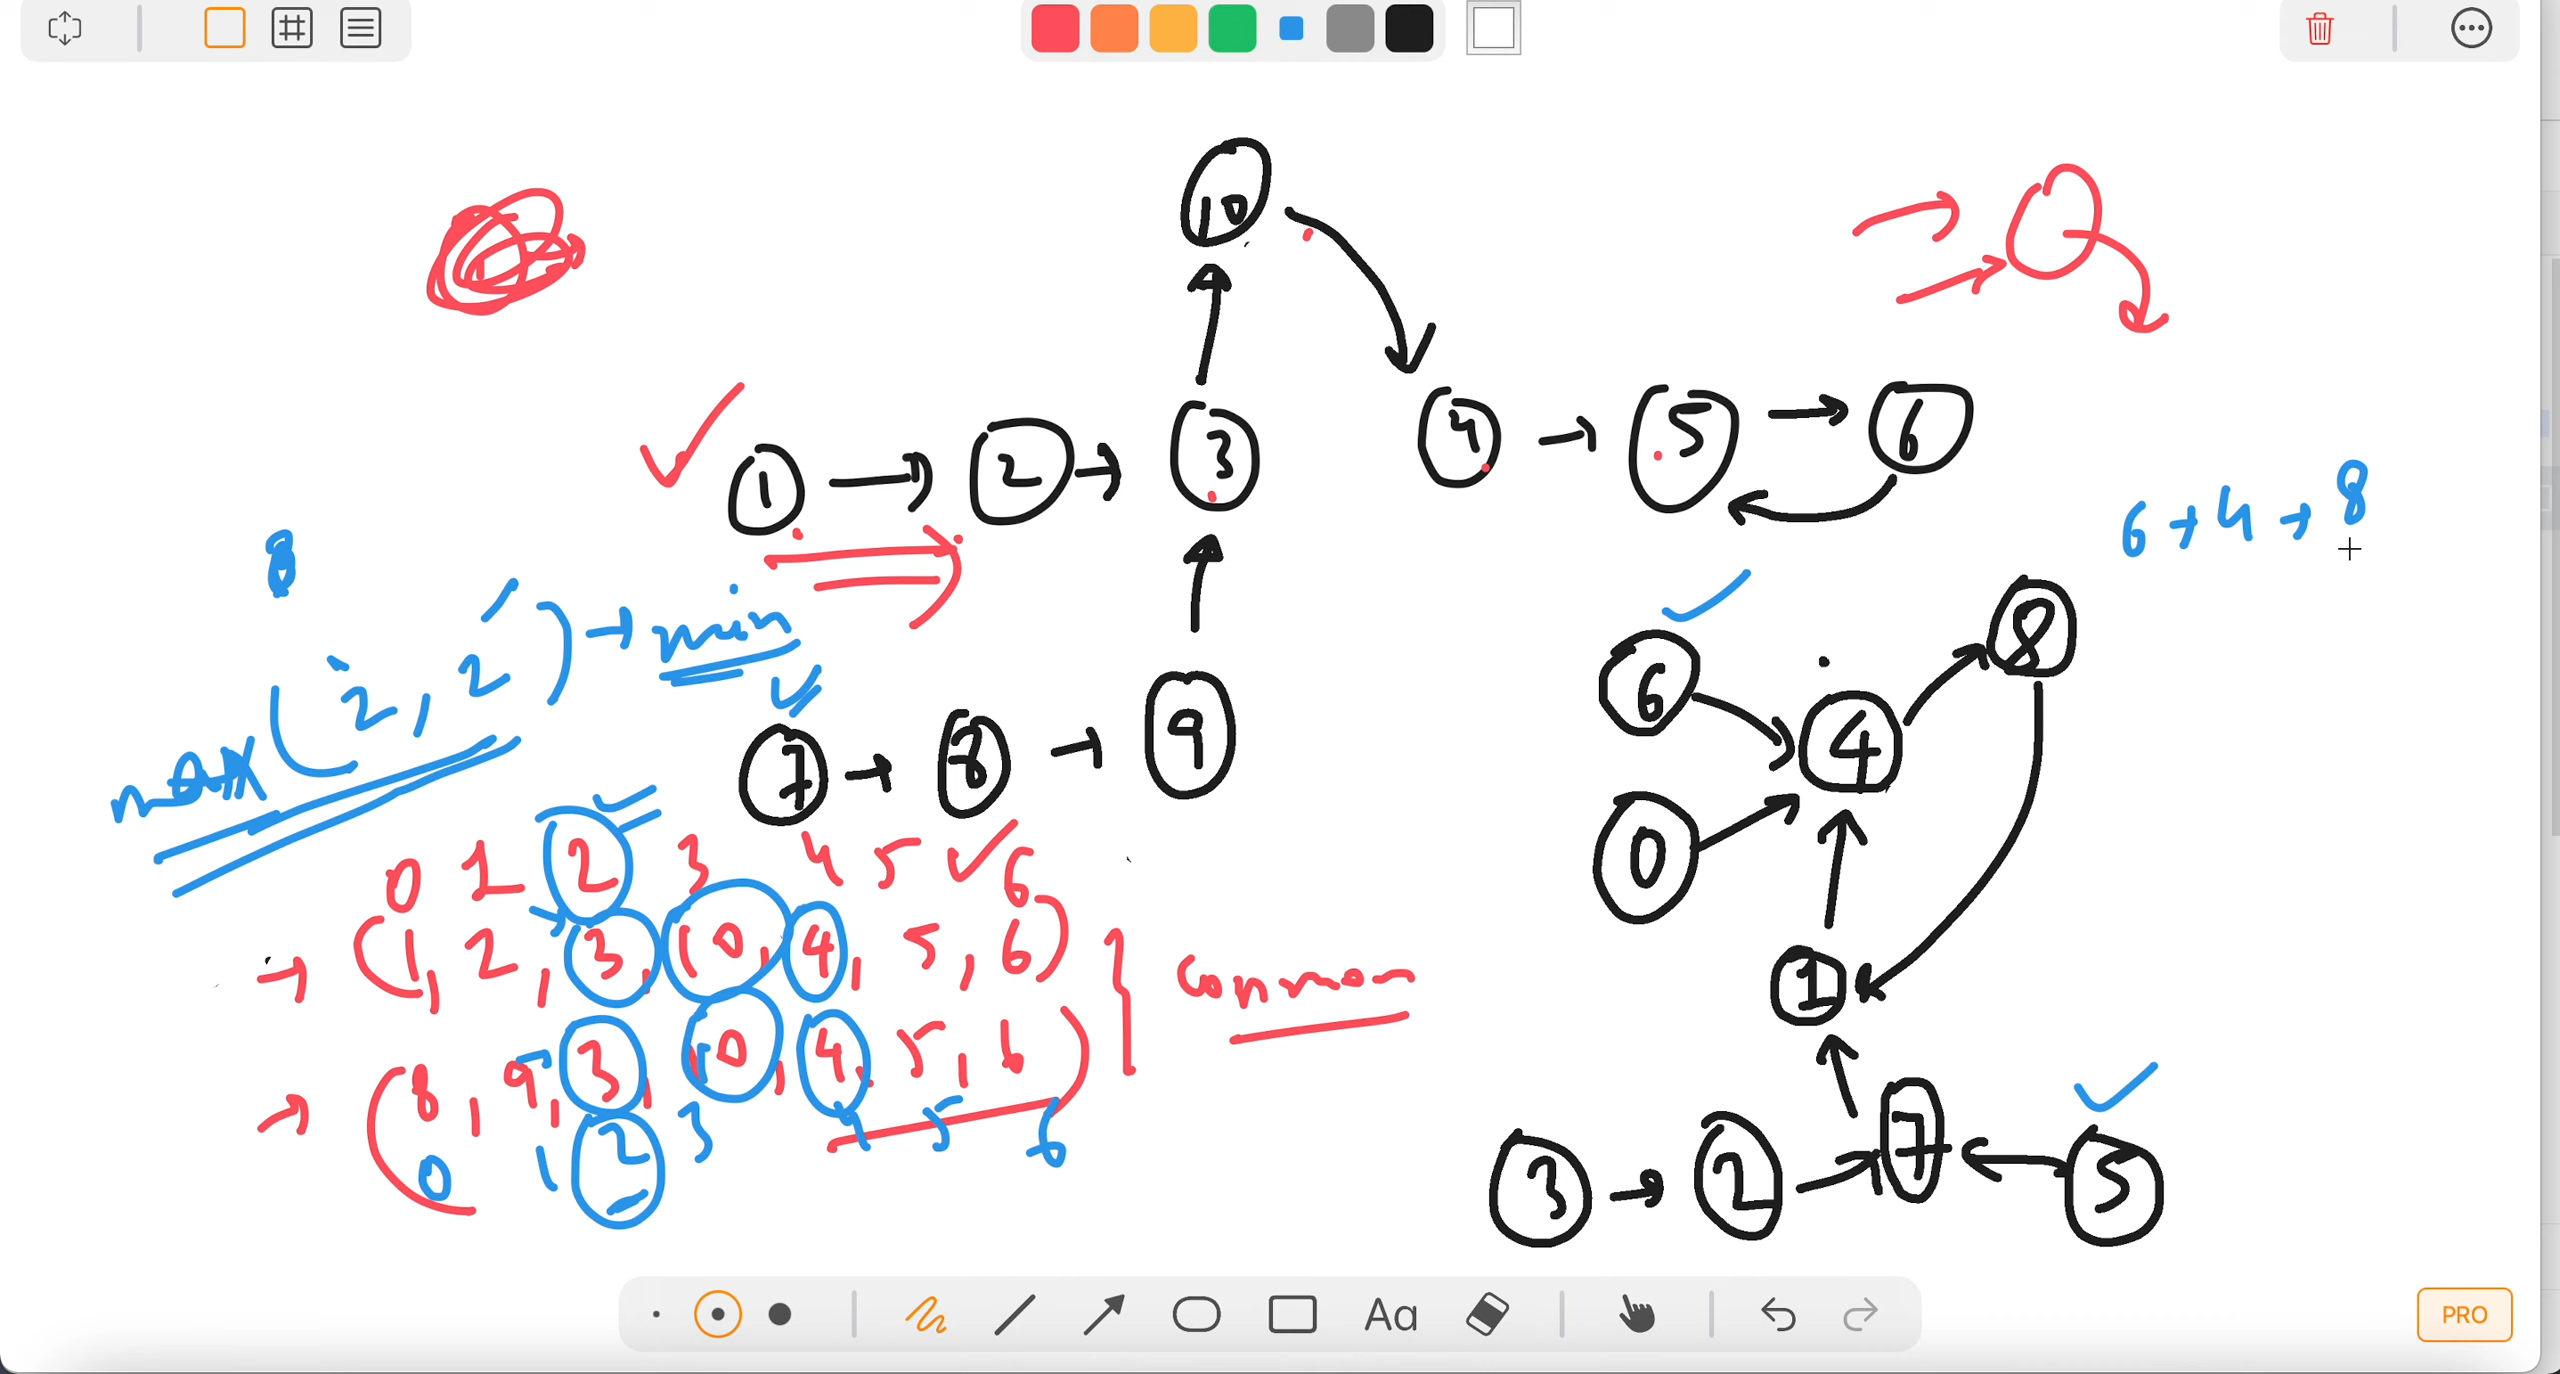 10
1 → 2 → 3
4 → 5 → 6
6 → 4 → 8
8
max(2, 2) → min
7 → 8 → 9
6
8
4
0
0 1 2 3 4 5 6
→ (1, 2, 3, 10, 4, 5, 6)
common
1
→ (8, 9, 3, 10, 4, 5, 6)
0 1 2 3 4 5 6
3 → 2 → 7 ← 5
Aa
PRO